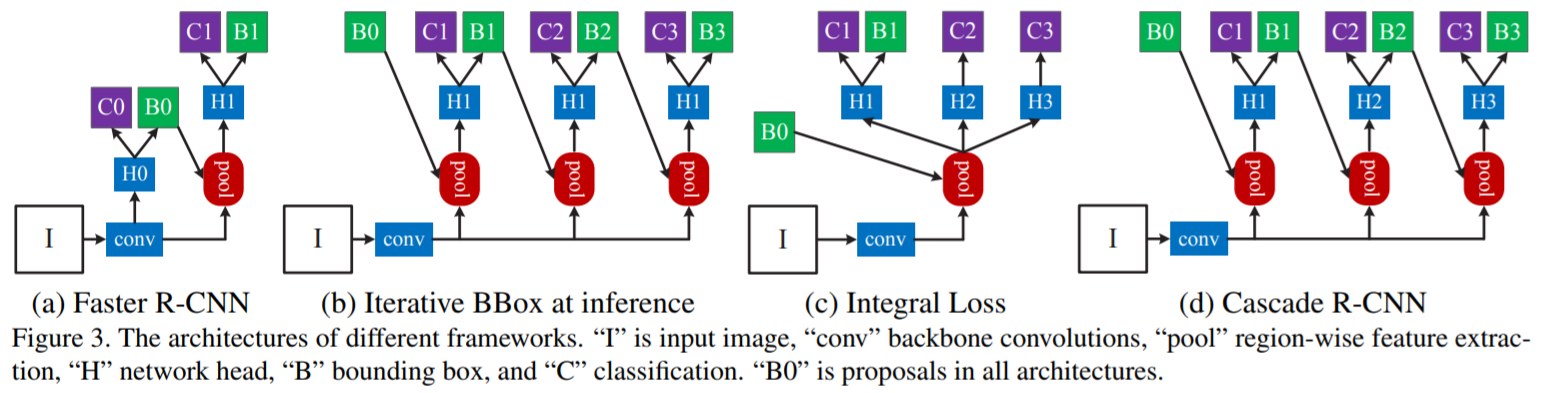 C1 B1 B0 C1 B1 C2 B2 C3 B3 C1 B1 C2 C3 B0 C1 B1 C2 B2 C3 B3
C0 B0 H1 H1 H1 H1 H1 H2 H3 H1 H2 H3
B0
H0 pool pool pool pool pool pool pool pool
I conv I conv I conv I conv
(a) Faster R-CNN (b) Iterative BBox at inference (c) Integral Loss (d) Cascade R-CNN
Figure 3. The architectures of different frameworks. “I” is input image, “conv” backbone convolutions, “pool” region-wise feature extrac-
tion, “H” network head, “B” bounding box, and “C” classification. “B0” is proposals in all architectures.